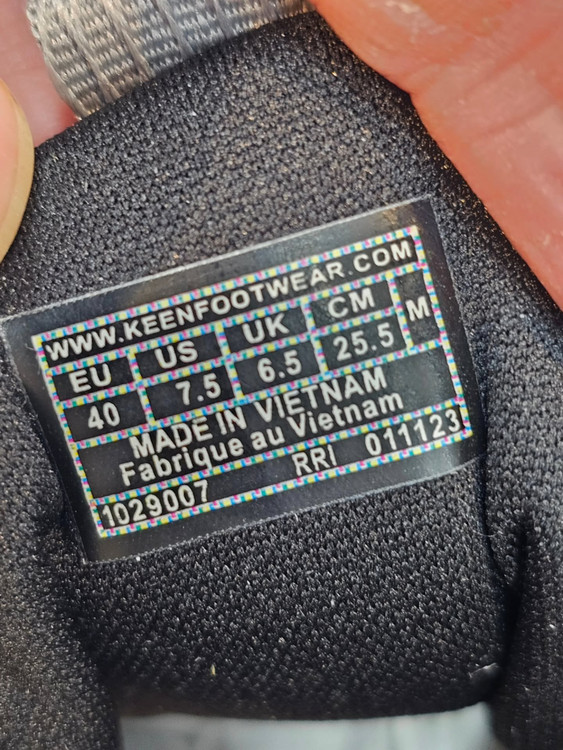 WWW.KEENFOOTWEAR.COM
EU US UK CM M
40 7.5 6.5 25.5
MADE IN VIETNAM
Fabrique au Vietnam
1029007 RRI 011123